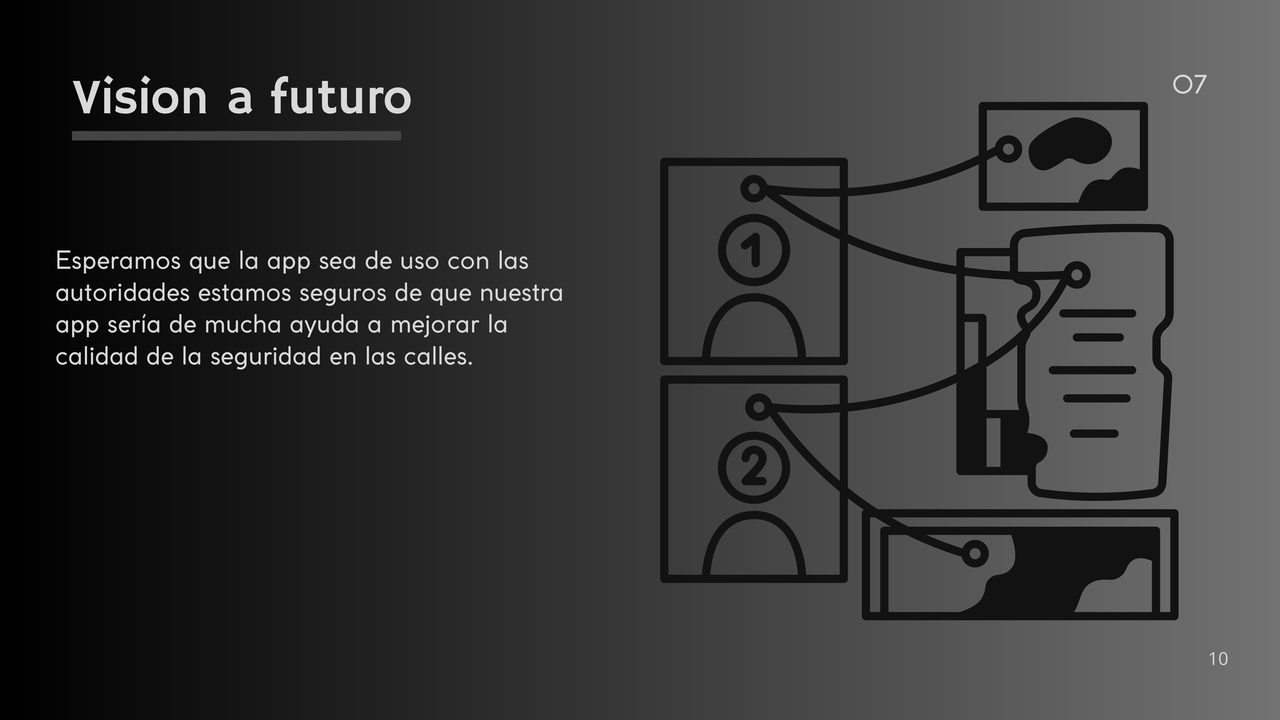 Vision a futuro
07
1
2
Esperamos que la app sea de uso con las
autoridades estamos seguros de que nuestra
app sería de mucha ayuda a mejorar la
calidad de la seguridad en las calles.
10